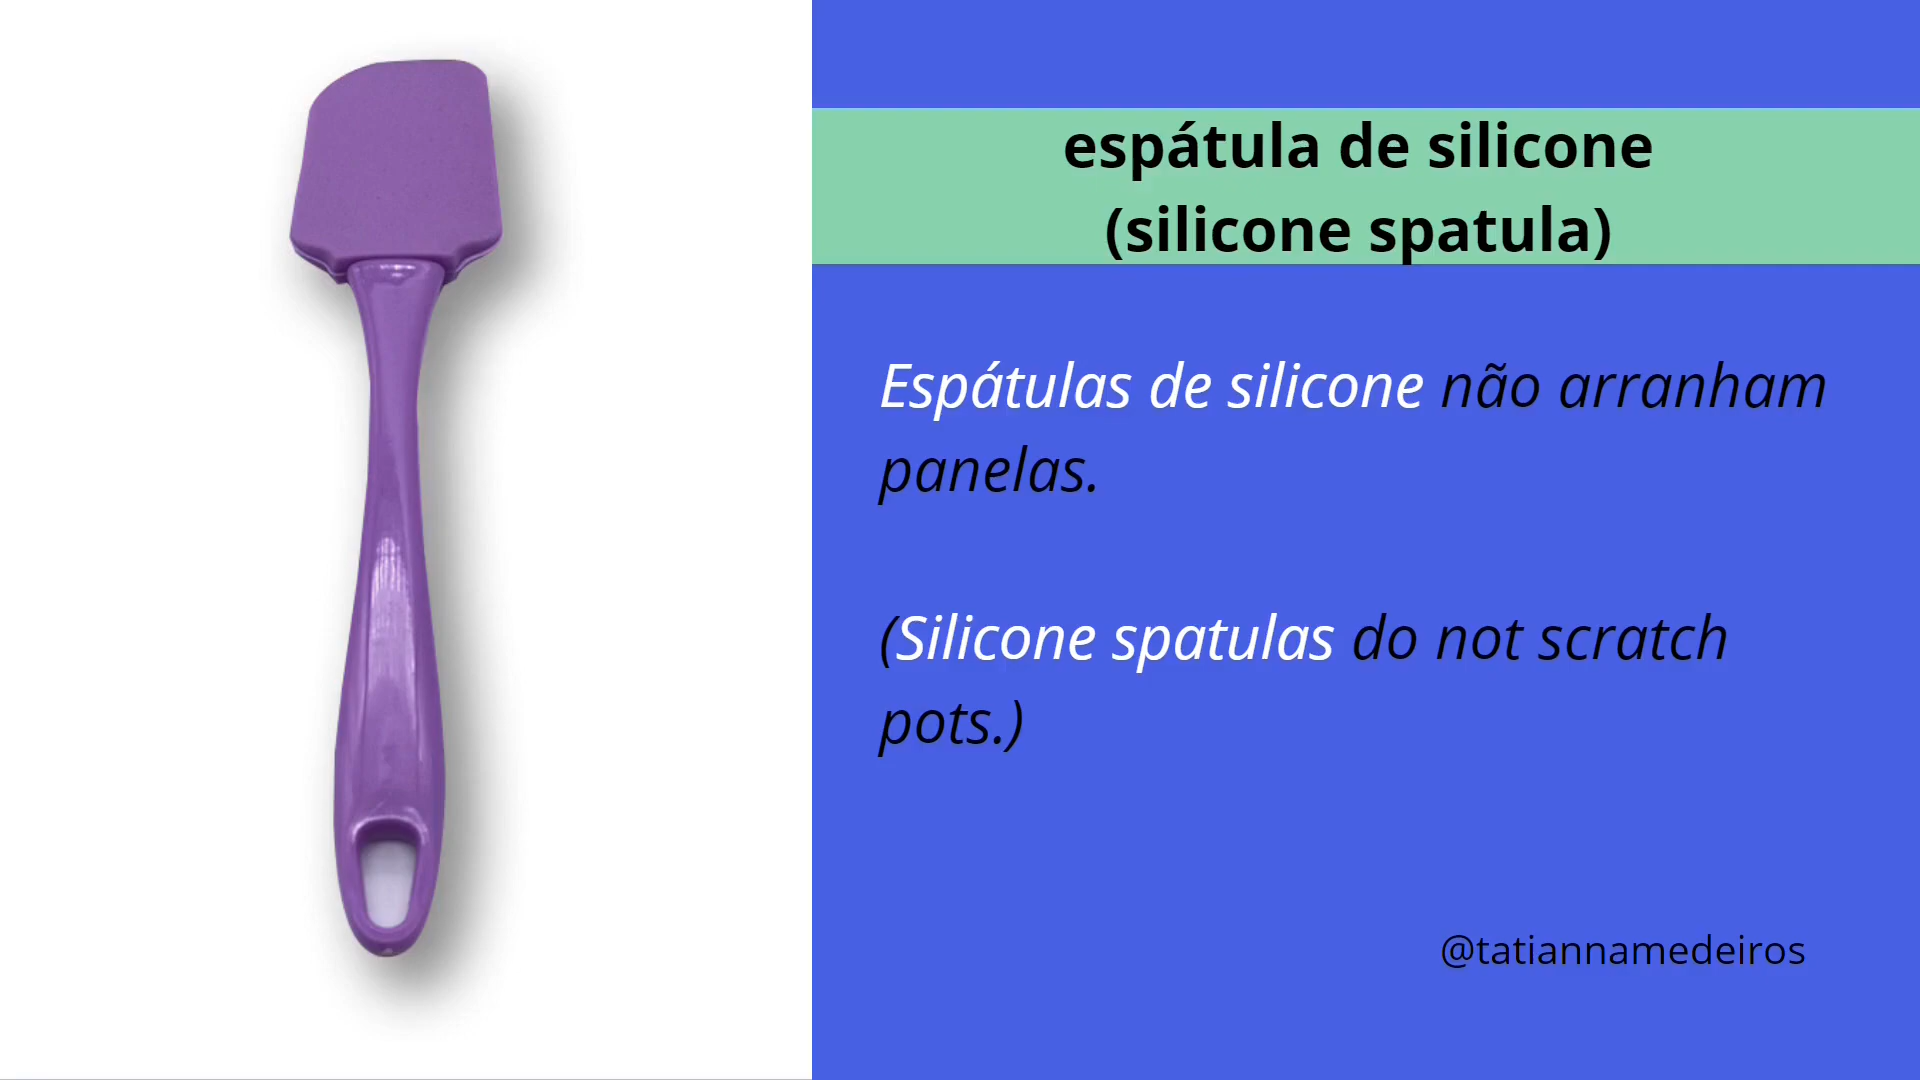 espátula de silicone
(silicone spatula)
Espátulas de silicone não arranham
panelas.
(Silicone spatulas do not scratch
pots.)
@tatiannamedeiros